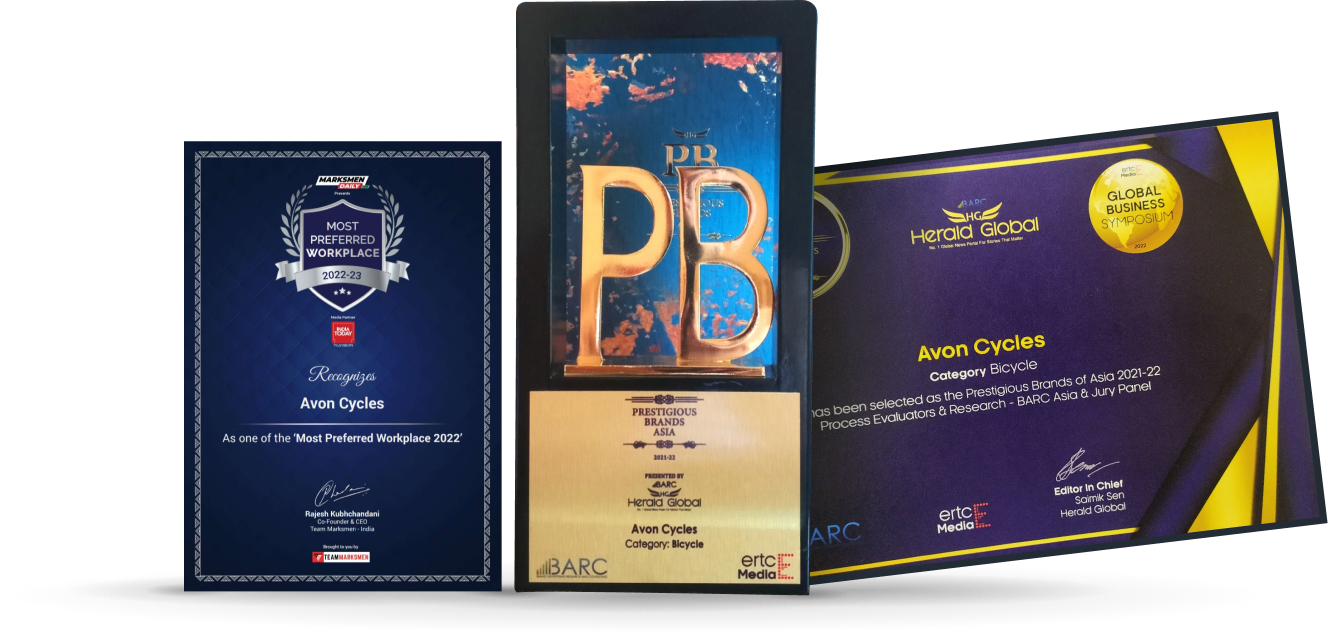 MARKSMEN
DAILY
Presents
MOST
PREFERRED
WORKPLACE
2022-23
Media Partner
INDIA
TODAY
Recognizes
Avon Cycles
As one of the ‘Most Preferred Workplace 2022’
Rajesh Kubhchandani
Co-Founder & CEO
Team Marksmen - India
Brought to you by
TEAMMARKSMEN
HG
PB
PB
PRESTIGIOUS
BRANDS
ASIA
2021-22
PRESENTED BY
BARC
HG
Herald Global
Avon Cycles
Category: Bicycle
BARC
ertc
Media E
BARC
HG
Herald Global
No. 1 Global News Portal For Stories That Matter
ertc
Media
GLOBAL
BUSINESS
SYMPOSIUM
2022
Avon Cycles
Category Bicycle
has been selected as the Prestigious Brands of Asia 2021-22
Process Evaluators & Research - BARC Asia & Jury Panel
Editor In Chief
Saimik Sen
Herald Global
ertc
Media E
ARC